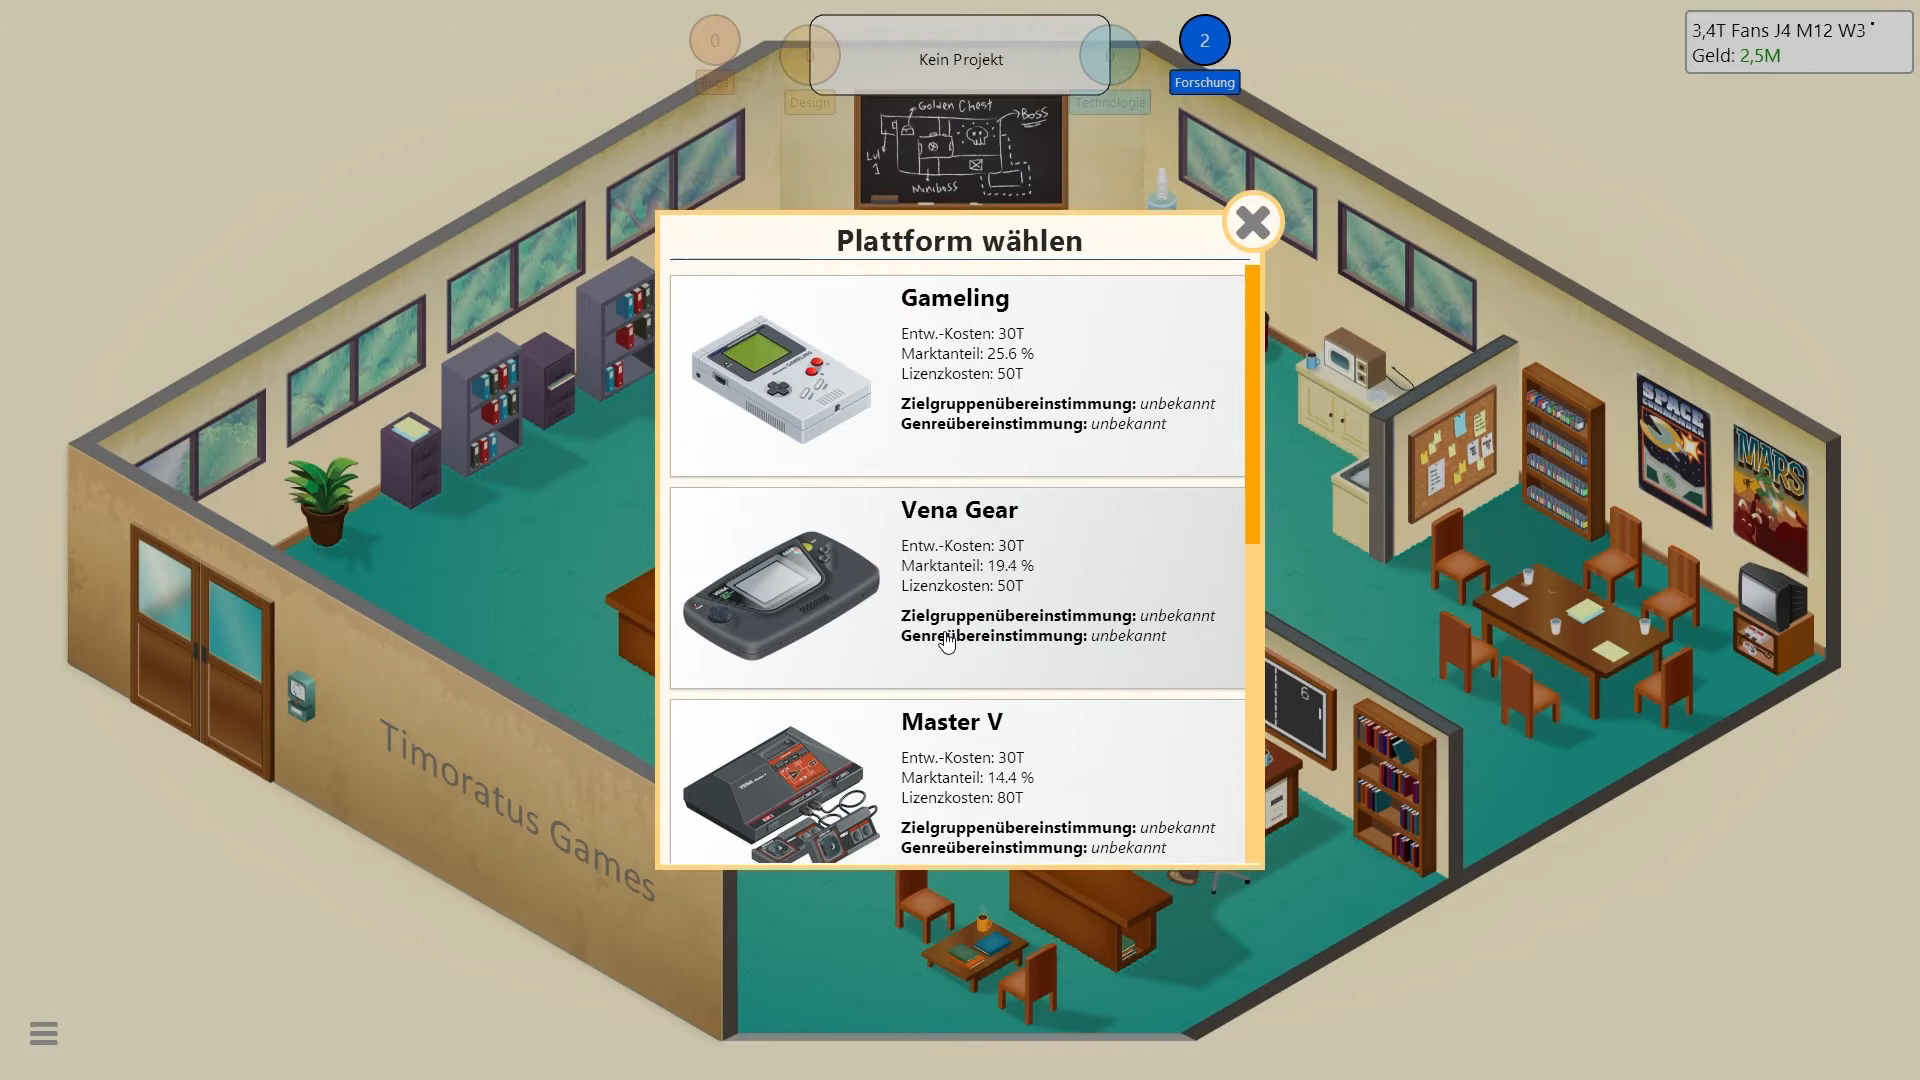 0
0
Kein Projekt
0
2
Bugs
Design
Technologie
Forschung
3,4T Fans J4 M12 W3
Geld: 2,5M
Golden Chest
Boss
Lvl
1
Miniboss
Plattform wählen
Gameling
Entw.-Kosten: 30T
Marktanteil: 25.6 %
Lizenzkosten: 50T
Zielgruppenübereinstimmung: unbekannt
Genreübereinstimmung: unbekannt
Vena Gear
Entw.-Kosten: 30T
Marktanteil: 19.4 %
Lizenzkosten: 50T
Zielgruppenübereinstimmung: unbekannt
Genreübereinstimmung: unbekannt
Master V
Entw.-Kosten: 30T
Marktanteil: 14.4 %
Lizenzkosten: 80T
Zielgruppenübereinstimmung: unbekannt
Genreübereinstimmung: unbekannt
SPACE
MARS
6
Timoratus Games